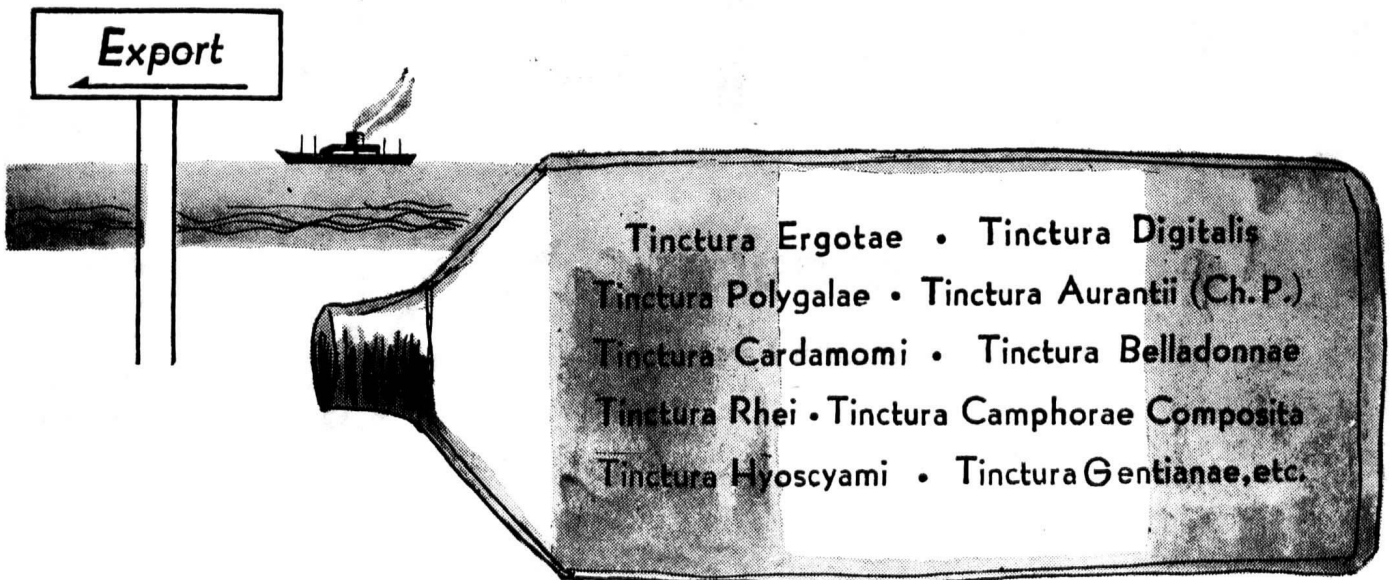 Export
Tinctura Ergotae • Tinctura Digitalis
Tinctura Polygalae • Tinctura Aurantii (Ch.P.)
Tinctura Cardamomi • Tinctura Belladonnae
Tinctura Rhei • Tinctura Camphorae Composita
Tinctura Hyoscyami • Tinctura Gentianae, etc.